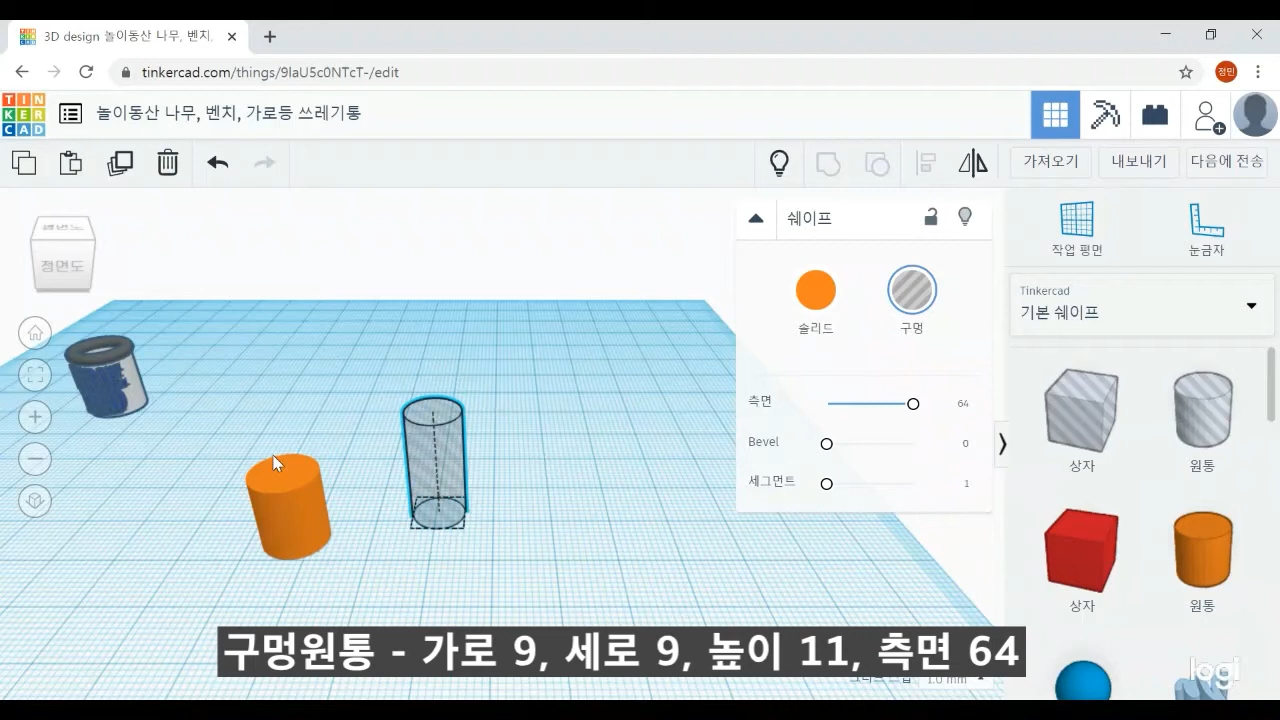 3D design 놀이동산 나무, 벤치,
tinkercad.com/things/9IaU5c0NTcT-/edit
정민
TIN
KER
CAD
놀이동산 나무, 벤치, 가로등 쓰레기통
가져오기
내보내기
다음에 전송
평면도
정면도
쉐이프
솔리드
구멍
측면
64
Bevel
0
세그먼트
1
작업 평면
눈금자
Tinkercad
기본 쉐이프
상자
원통
상자
원통
구멍원통 - 가로 9, 세로 9, 높이 11, 측면 64
1.0 mm
logi